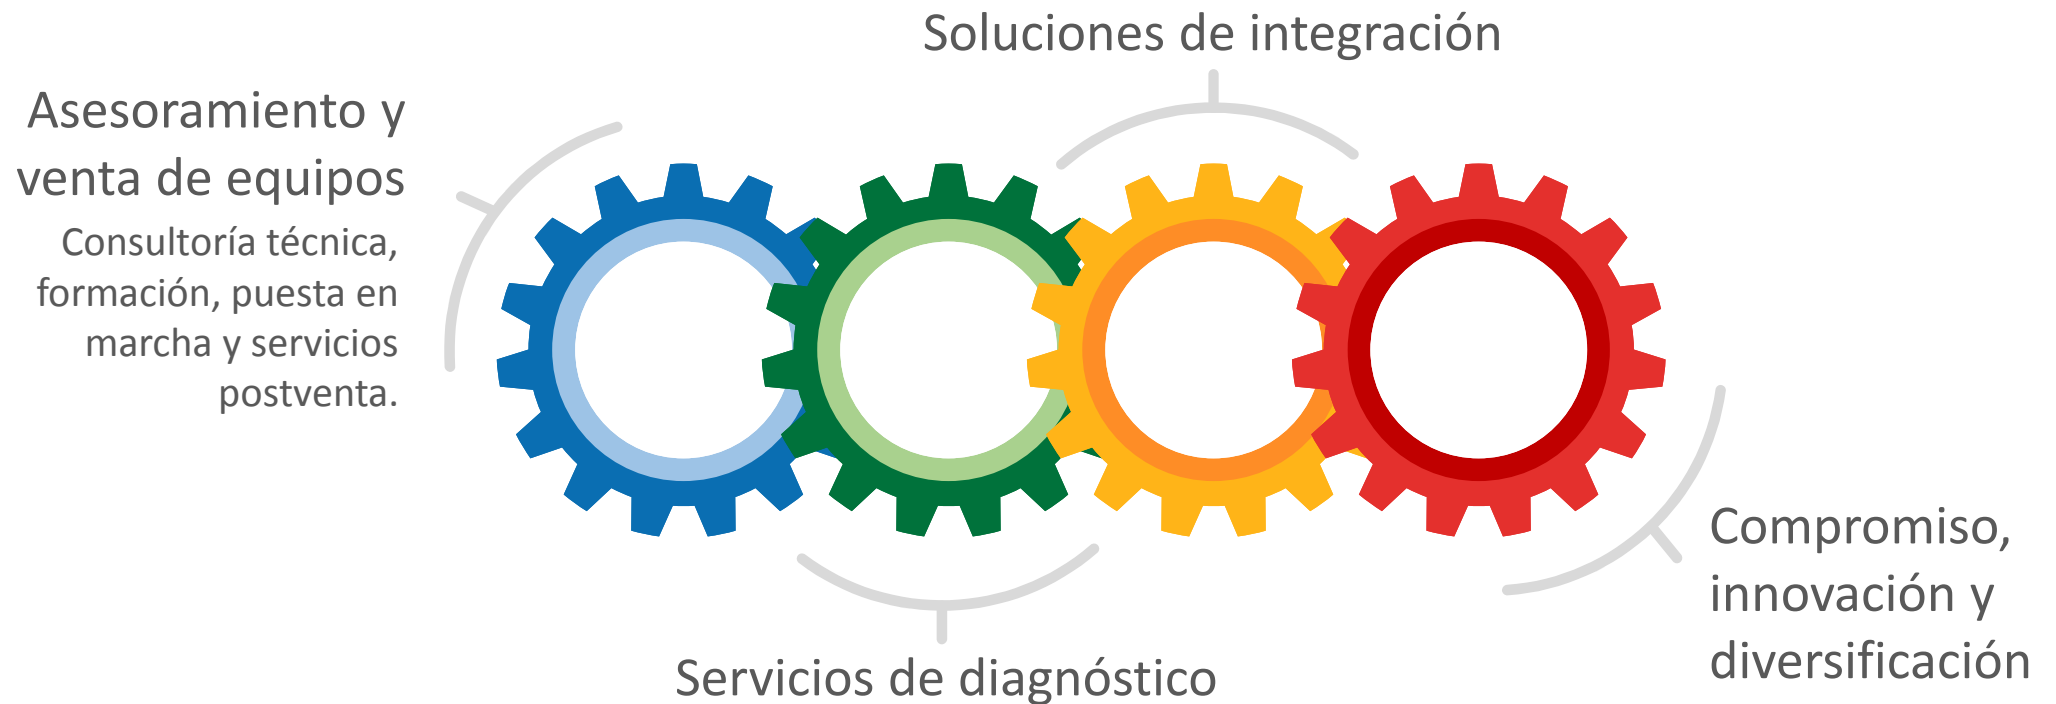 Soluciones de integración
Asesoramiento y
venta de equipos
Consultoría técnica,
formación, puesta en
marcha y servicios
postventa.
Compromiso,
innovación y
diversificación
Servicios de diagnóstico